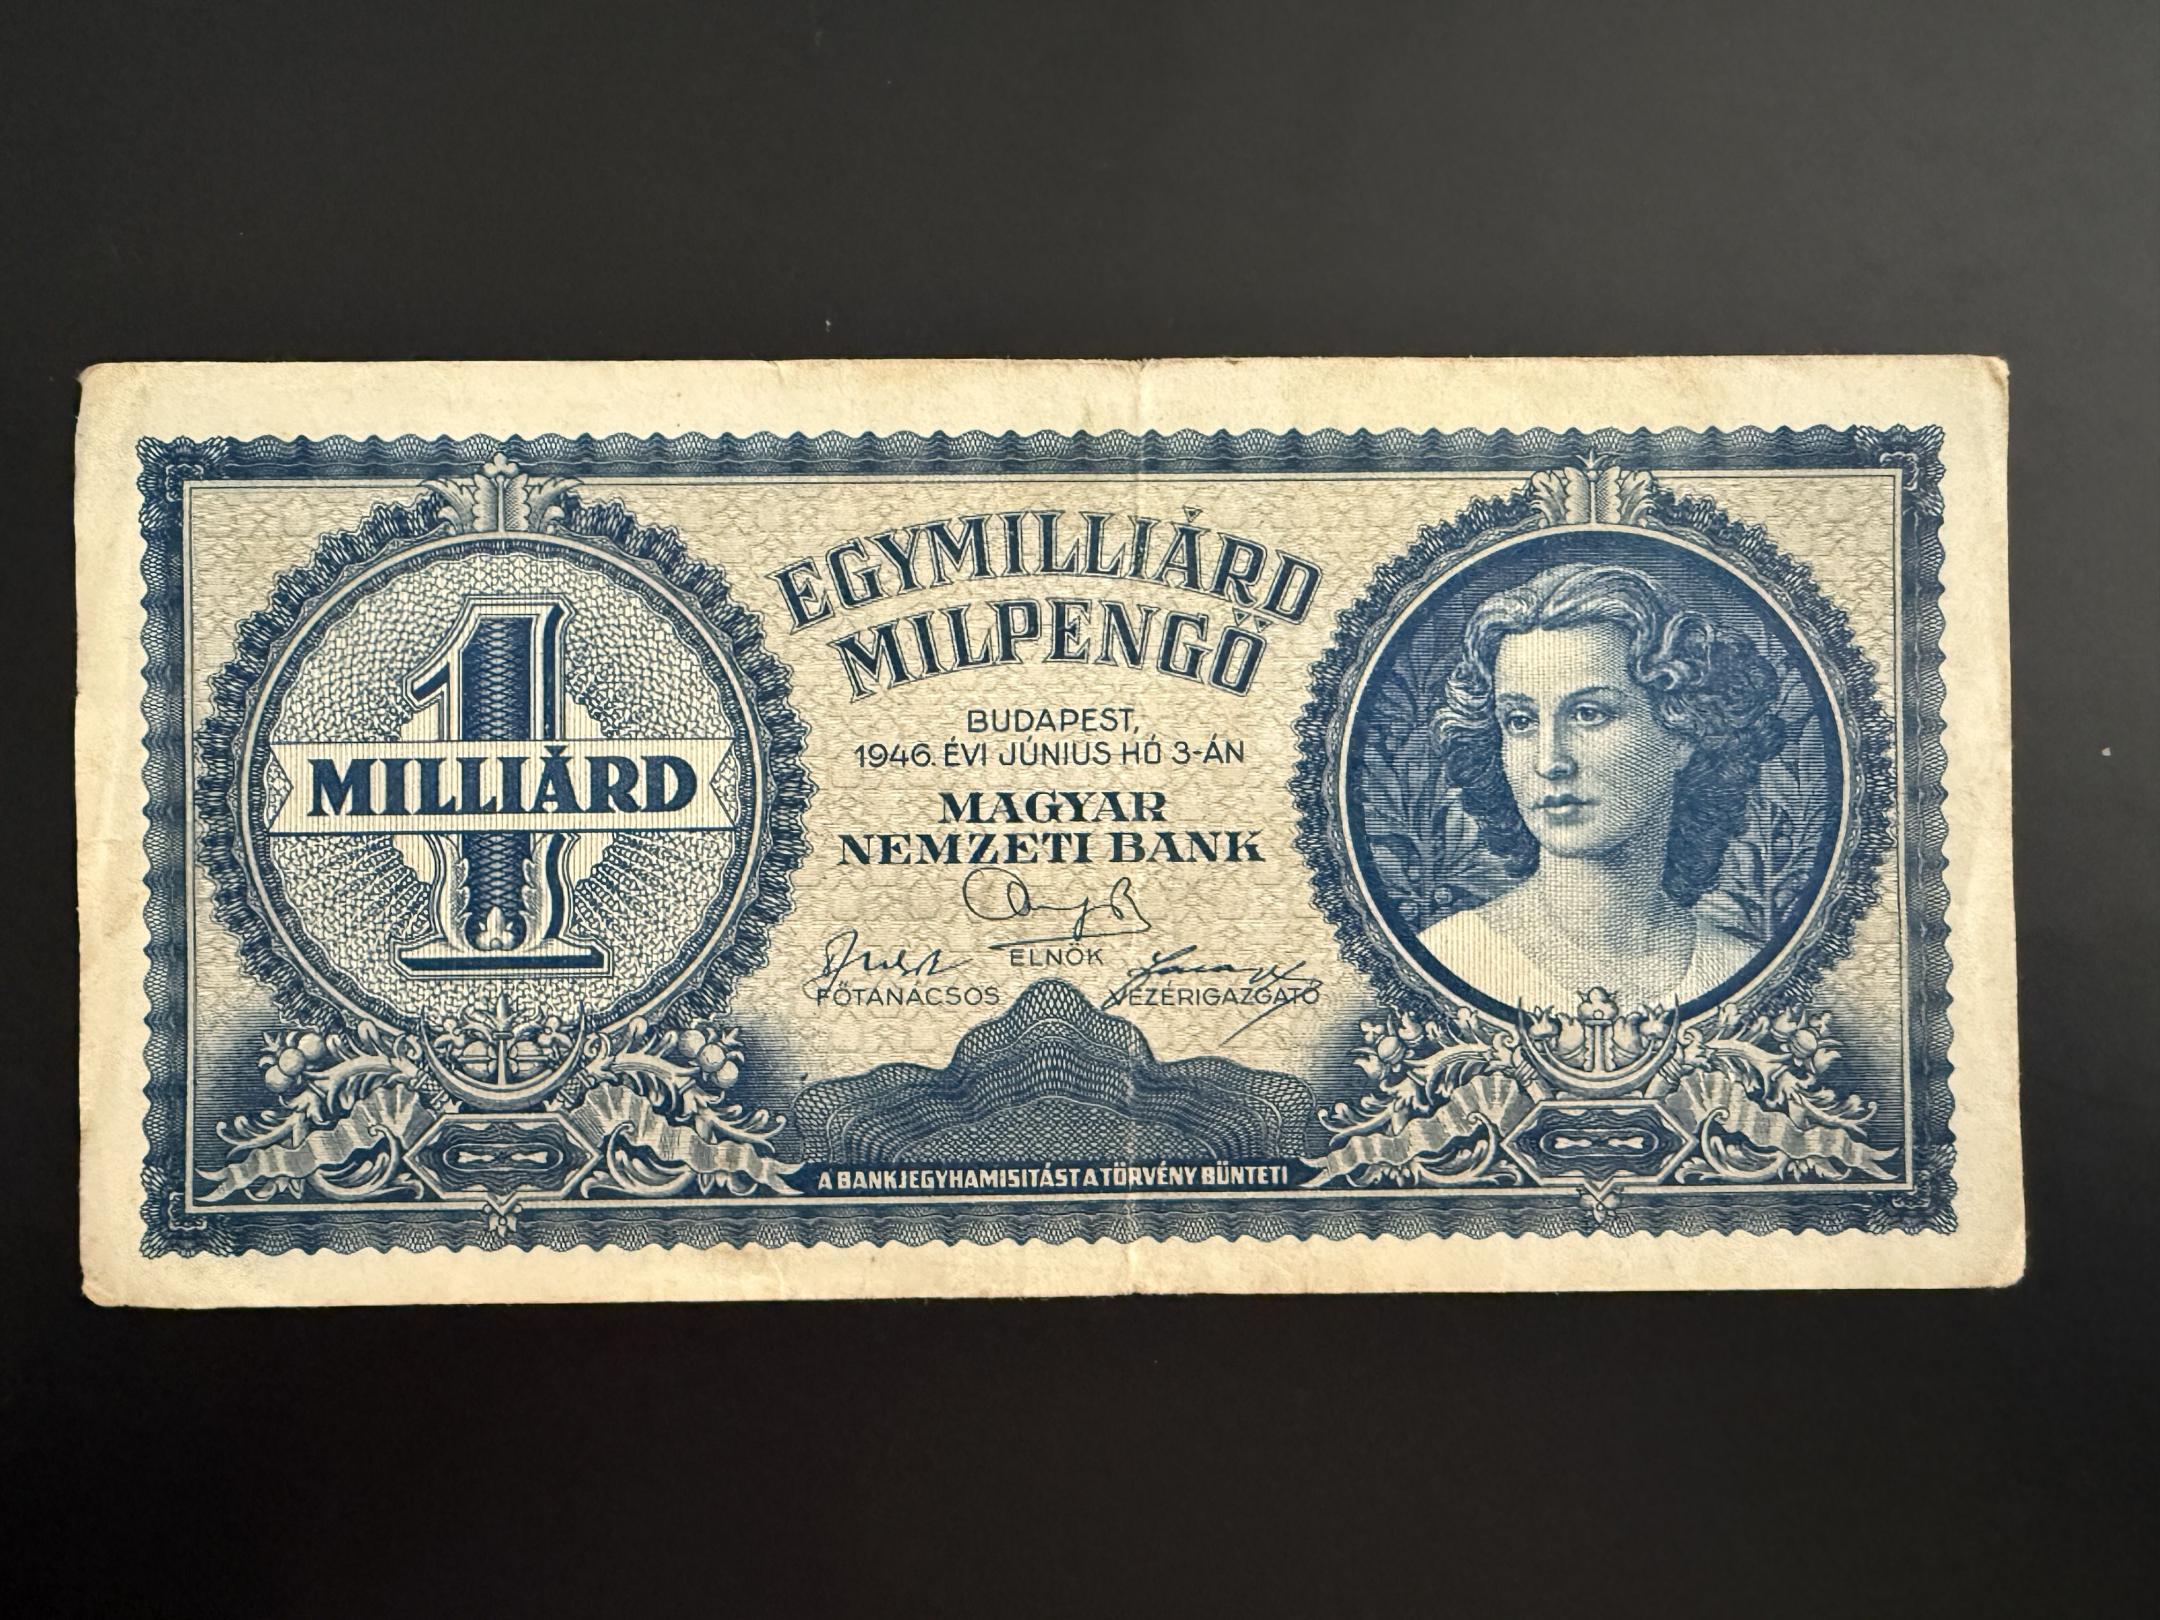 1
MILLIÁRD
EGYMILLIÁRD
MILPENGŐ
BUDAPEST,
1946. ÉVI JÚNIUS HÓ 3-ÁN
MAGYAR
NEMZETI BANK
ELNÖK
FŐTANÁCSOS
VEZÉRIGAZGATÓ
A BANKJEGYHAMISITÁST A TÖRVÉNY BÜNTETI